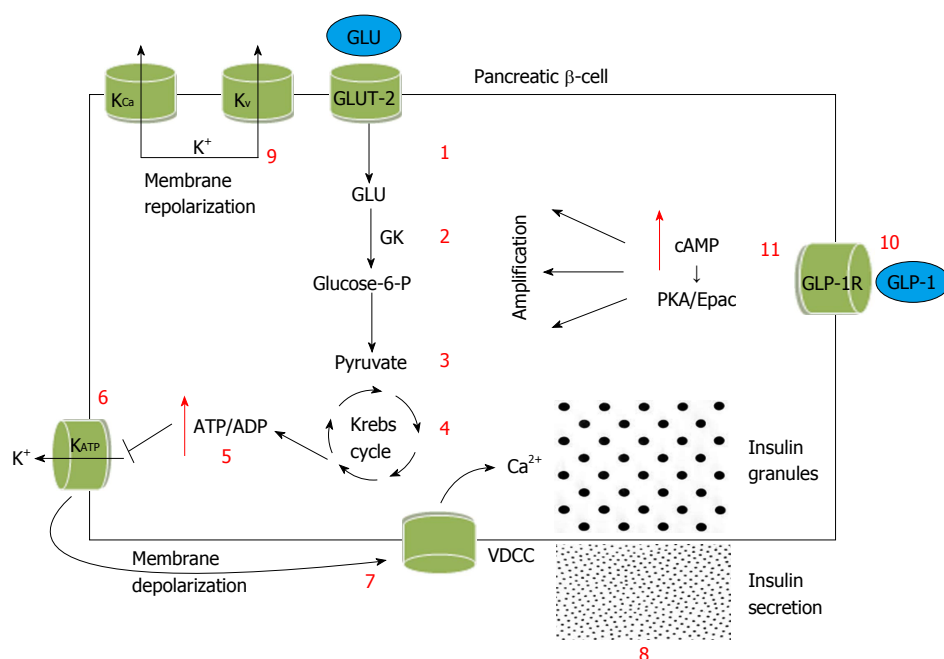 GLU
Pancreatic β-cell
KCa
Kv
GLUT-2
K+
9
1
Membrane
repolarization
GLU
GK
2
Glucose-6-P
Pyruvate
3
Amplification
cAMP
↓
PKA/Epac
11
10
GLP-1R
GLP-1
6
KATP
K+
ATP/ADP
5
Krebs
cycle
4
Ca2+
Insulin
granules
VDCC
Membrane
depolarization
7
Insulin
secretion
8